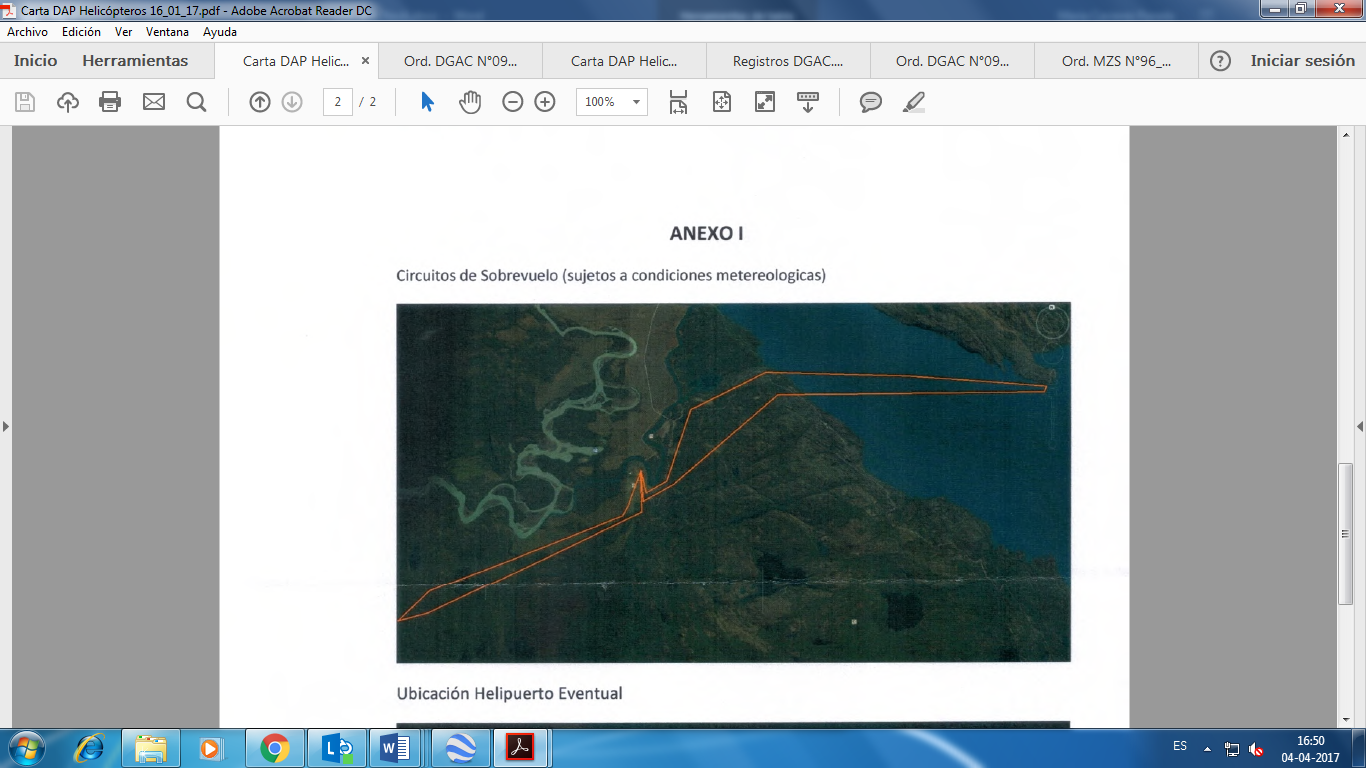 Carta DAP Helicópteros 16_01_17.pdf - Adobe Acrobat Reader DC
Archivo Edición Ver Ventana Ayuda
Inicio Herramientas Carta DAP Helic... × Ord. DGAC N°09... Carta DAP Helic... Registros DGAC.... Ord. DGAC N°09... Ord. MZS N°96_... ? Iniciar sesión
2 / 2 100%
ANEXO I
Circuitos de Sobrevuelo (sujetos a condiciones metereologicas)
Ubicación Helipuerto Eventual
ES 16:50
04-04-2017